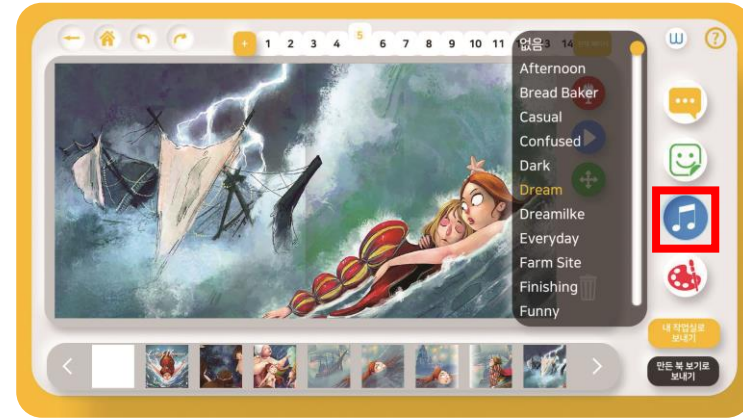 + 1 2 3 4 5 6 7 8 9 10 11 13 14
W ?
없음
Afternoon
Bread Baker
Casual
Confused
Dark
Dream
Dreamilke
Everyday
Farm Site
Finishing
Funny
내 작업실로
보내기
만든 북 보기로
보내기